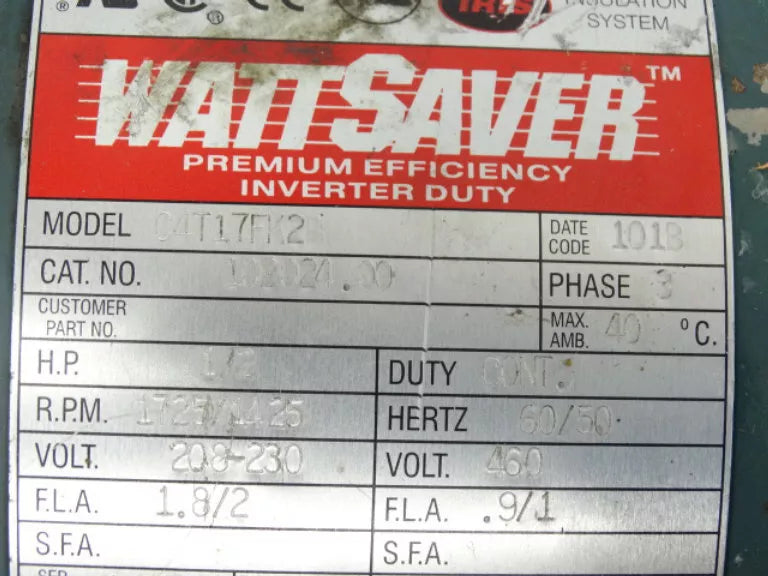 INSULATION
SYSTEM
WATTSAVER™
PREMIUM EFFICIENCY
INVERTER DUTY
MODEL C4T17FK2 DATE CODE 101B
CAT. NO. PHASE 3
CUSTOMER PART NO. MAX. AMB. 40 °C.
H.P. 1/2 DUTY CONT.
R.P.M. 1725/1425 HERTZ 60/50
VOLT. 208-230 VOLT. 460
F.L.A. 1.8/2 F.L.A. .9/1
S.F.A. S.F.A.